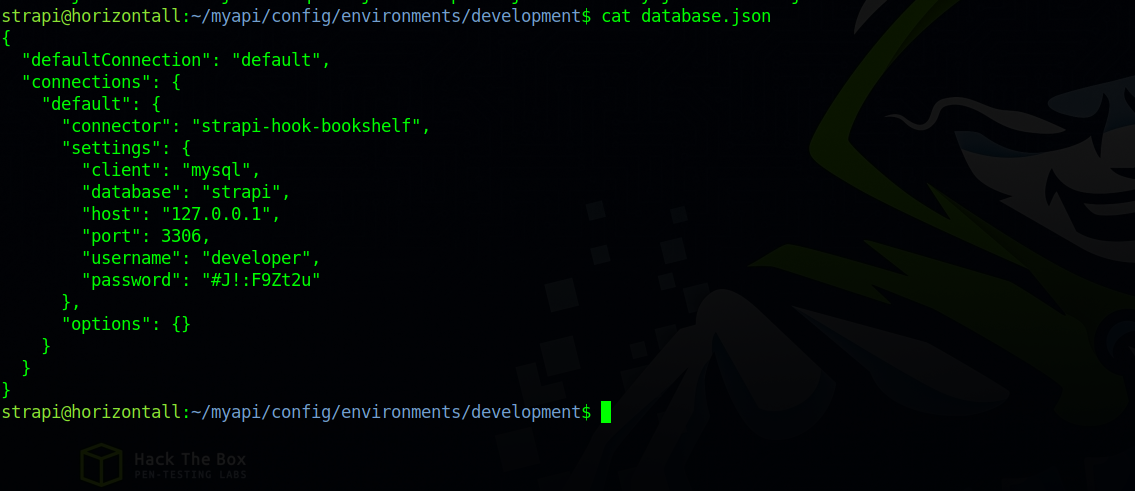 strapi@horizontall:~/myapi/config/environments/development$ cat database.json
{
  "defaultConnection": "default",
  "connections": {
    "default": {
      "connector": "strapi-hook-bookshelf",
      "settings": {
        "client": "mysql",
        "database": "strapi",
        "host": "127.0.0.1",
        "port": 3306,
        "username": "developer",
        "password": "#J!:F9Zt2u"
      },
      "options": {}
    }
  }
}
strapi@horizontall:~/myapi/config/environments/development$
Hack The Box
PEN-TESTING LABS